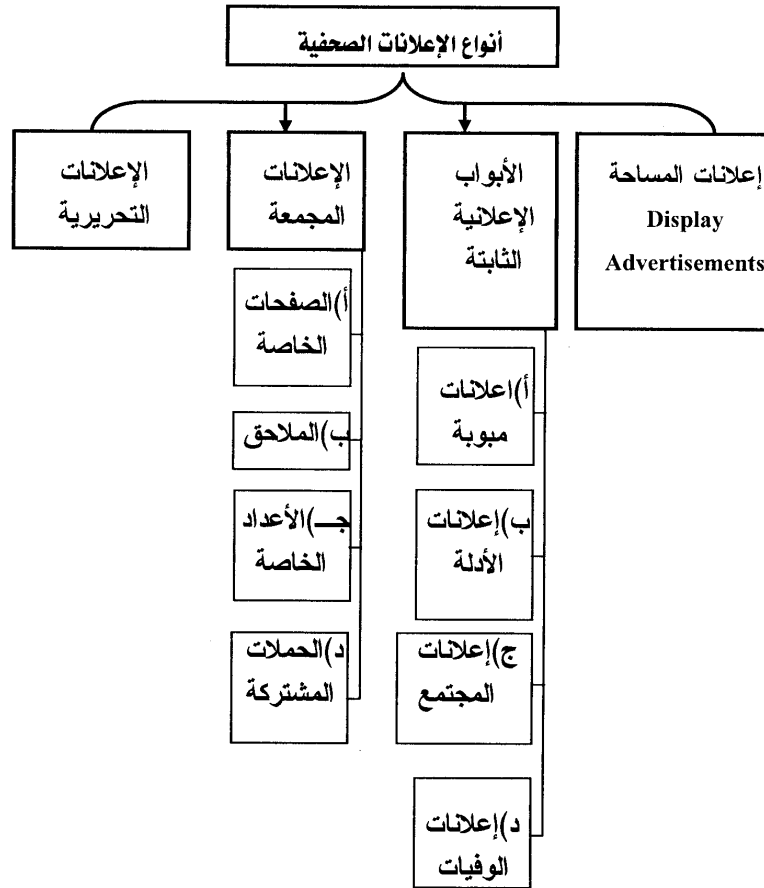 أنواع الإعلانات الصحفية
إعلانات المساحة
Display
Advertisements
الأبواب
الإعلانية
الثابتة
أ)اعلانات
مبوبة
ب)إعلانات
الأدلة
ج)إعلانات
المجتمع
د)إعلانات
الوفيات
الإعلانات
المجمعة
أ)الصفحات
الخاصة
ب)الملاحق
جـ)الأعداد
الخاصة
د)الحملات
المشتركة
الإعلانات
التحريرية